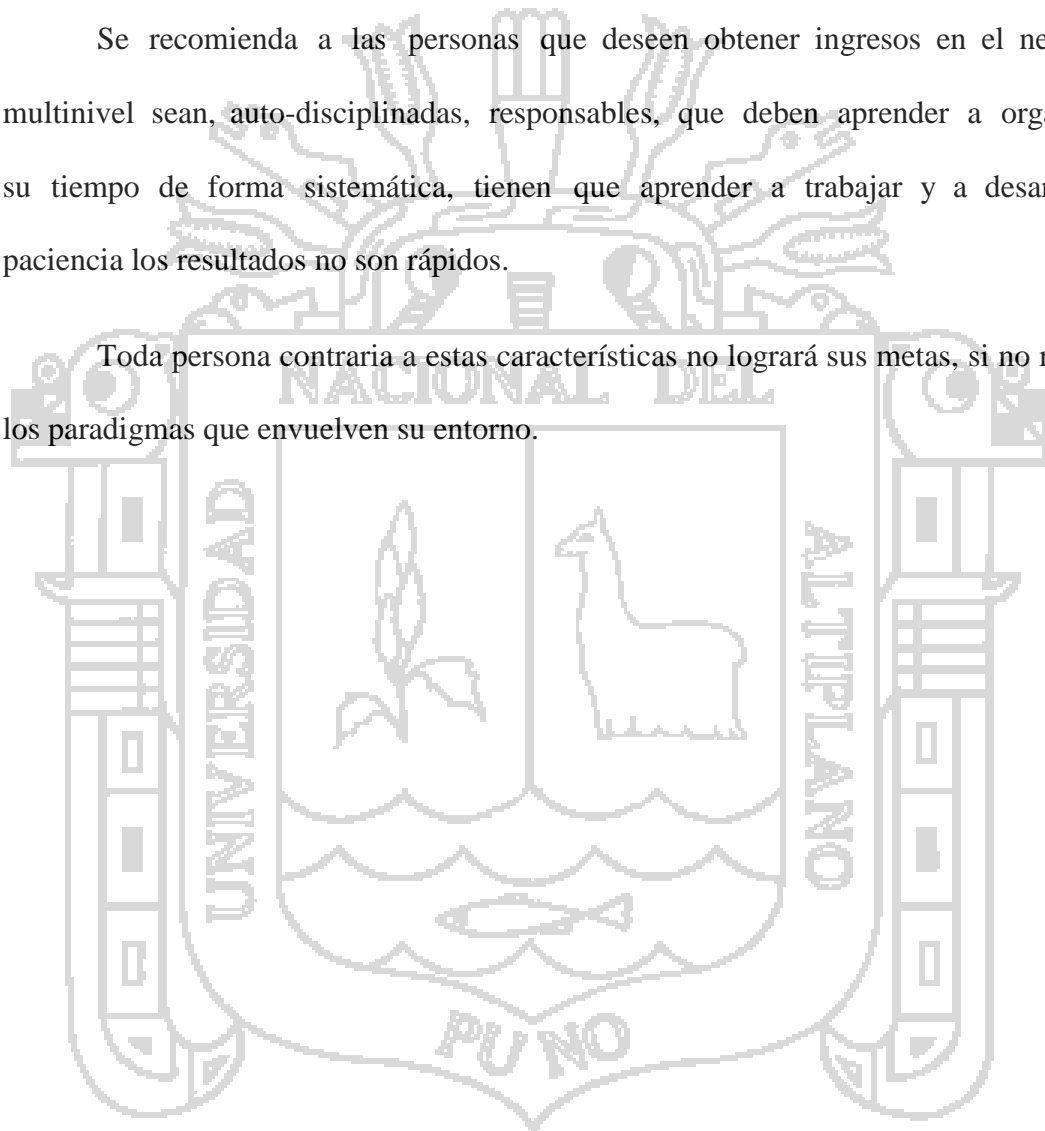 Se recomienda a las personas que deseen obtener ingresos en el
multinivel sean, auto-disciplinadas, responsables, que deben aprender a
su tiempo de forma sistemática, tienen que aprender a trabajar y a
paciencia los resultados no son rápidos.
Toda persona contraria a estas características no logrará sus metas, si no
los paradigmas que envuelven su entorno.
NACIONAL DEL
UNIVERSIDAD
ALTIPLANO
PUNO